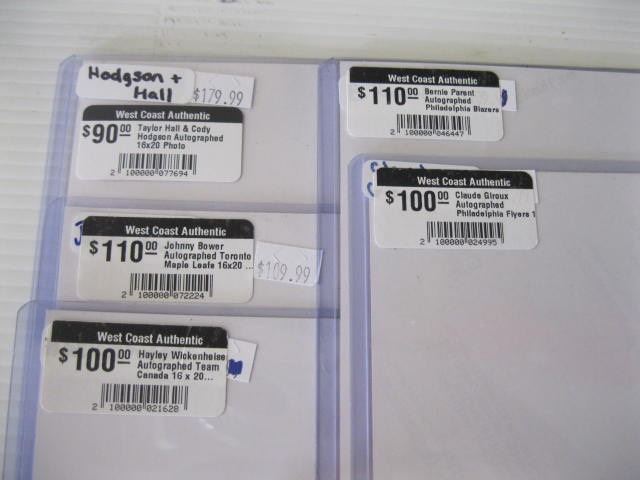 Hodgson +
Hall
$179.99
West Coast Authentic
$90.00 Taylor Hall & Cody
Hodgson Autographed
16x20 Photo
2 100000 077694
West Coast Authentic
$110.00 Johnny Bower
Autographed Toronto
Maple Leafs 16x20 ...
2 100000 072224
$109.99
West Coast Authentic
$100.00 Hayley Wickenheise
Autographed Team
Canada 16 x 20...
2 100000 021628
West Coast Authentic
$110.00 Bernie Parent
Autographed
Philadelphia Blazers
2 100000 046447
West Coast Authentic
$100.00 Claude Giroux
Autographed
Philadelphia Flyers 1
2 100000 024995